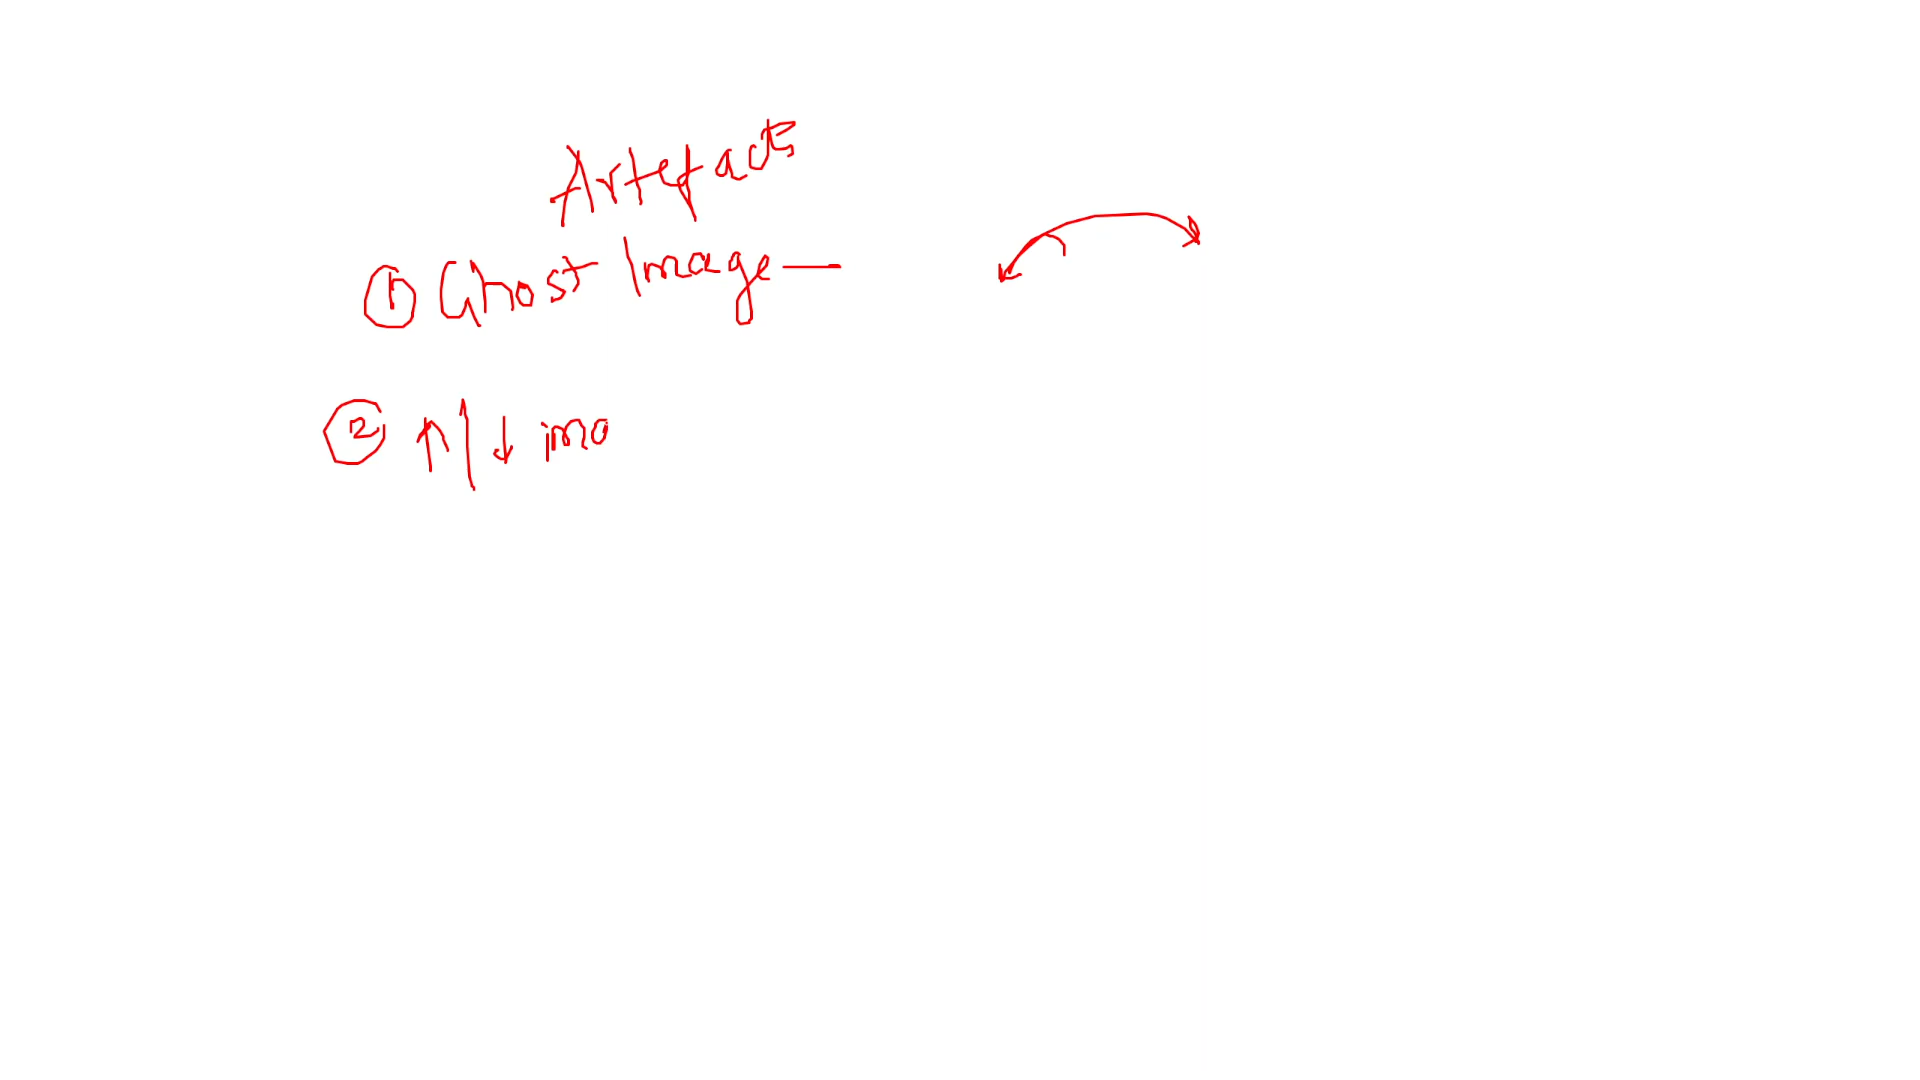 Artefacts
① Ghost Image —
② ↑/↓ ima